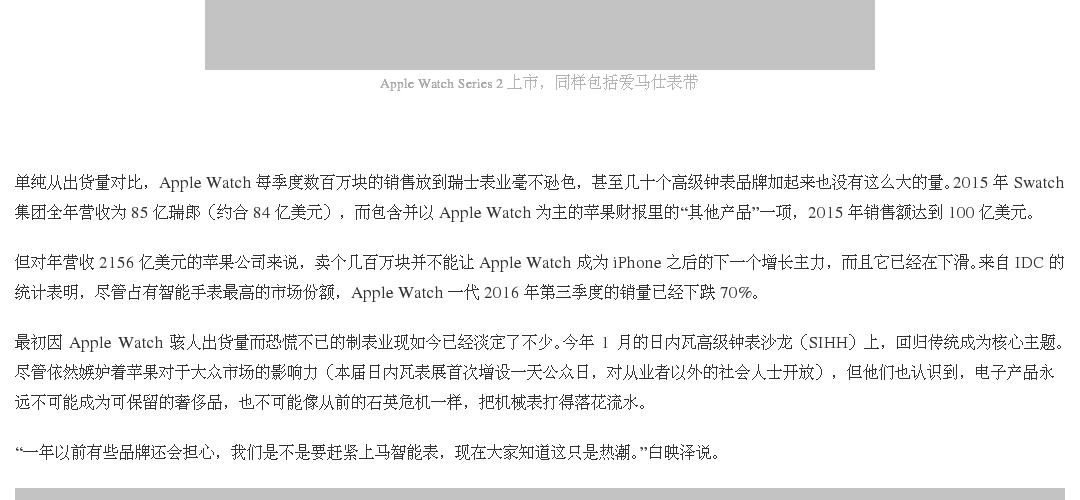 Apple Watch Series 2 上市，同样包括爱马仕表带
单纯从出货量对比，Apple Watch 每季度数百万块的销售放到瑞士表业毫不逊色，甚至几十个高级钟表品牌加起来也没有这么大的量。2015 年 Swatch
集团全年营收为 85 亿瑞郎（约合 84 亿美元），而包含并以 Apple Watch 为主的苹果财报里的“其他产品”一项，2015 年销售额达到 100 亿美元。
但对年营收 2156 亿美元的苹果公司来说，卖个几百万块并不能让 Apple Watch 成为 iPhone 之后的下一个增长主力，而且它已经在下滑。来自 IDC 的
统计表明，尽管占有智能手表最高的市场份额，Apple Watch 一代 2016 年第三季度的销量已经下跌 70%。
最初因 Apple Watch 骇人出货量而恐慌不已的制表业现如今已经淡定了不少。今年 1 月的日内瓦高级钟表沙龙（SIHH）上，回归传统成为核心主题。
尽管依然嫉妒着苹果对于大众市场的影响力（本届日内瓦表展首次增设一天公众日，对从业者以外的社会人士开放），但他们也认识到，电子产品永
远不可能成为可保留的奢侈品，也不可能像从前的石英危机一样，把机械表打得落花流水。
“一年以前有些品牌还会担心，我们是不是要赶紧上马智能表，现在大家知道这只是热潮。”白映泽说。